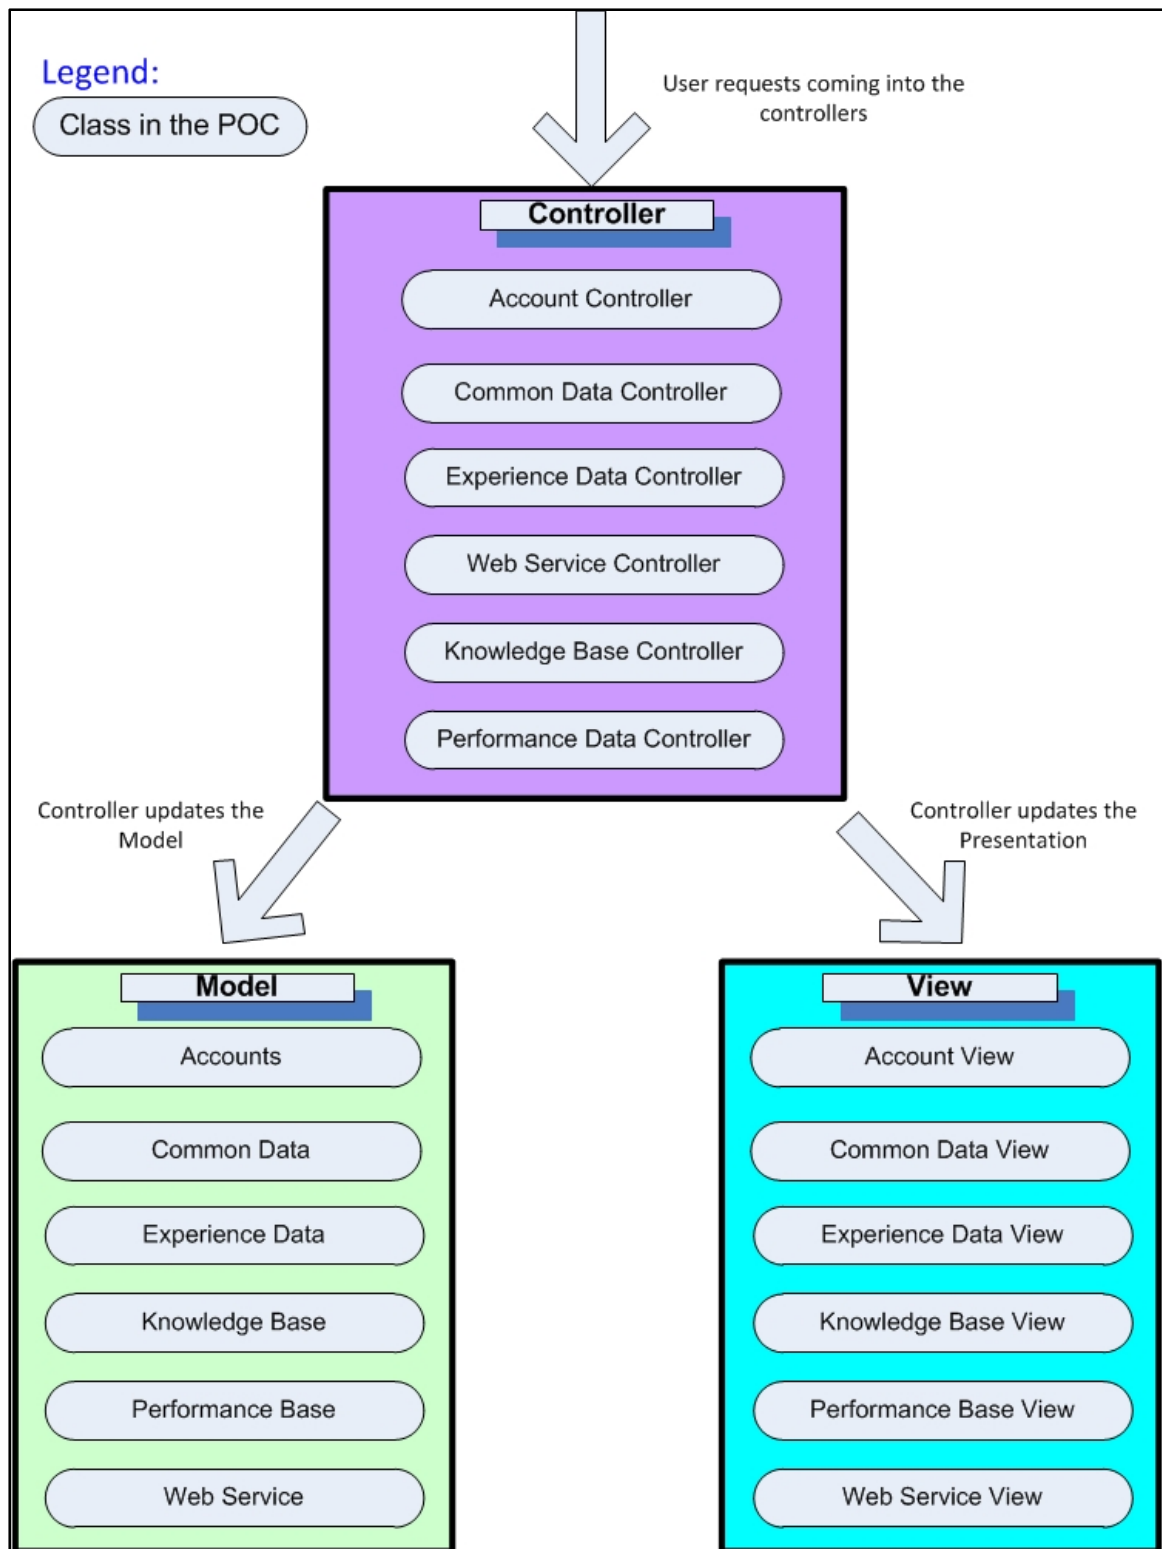 Legend:
Class in the POC
User requests coming into the
controllers
Controller
Account Controller
Common Data Controller
Experience Data Controller
Web Service Controller
Knowledge Base Controller
Performance Data Controller
Controller updates the
Model
Controller updates the
Presentation
Model
Accounts
Common Data
Experience Data
Knowledge Base
Performance Base
Web Service
View
Account View
Common Data View
Experience Data View
Knowledge Base View
Performance Base View
Web Service View